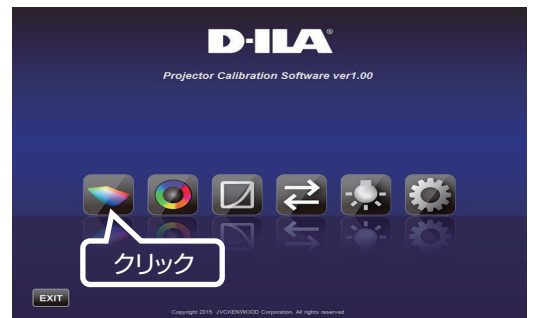 D-ILA®
Projector Calibration Software ver1.00
クリック
EXIT
Copyright 2015 JVCKENWOOD Corporation. All rights reserved